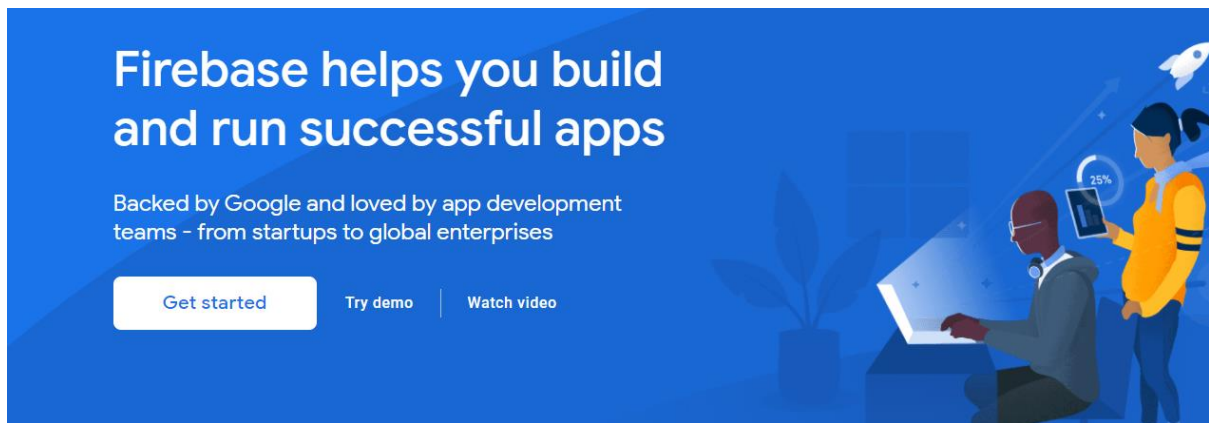 Firebase helps you build
and run successful apps
Backed by Google and loved by app development
teams - from startups to global enterprises
Get started
Try demo
Watch video
25%